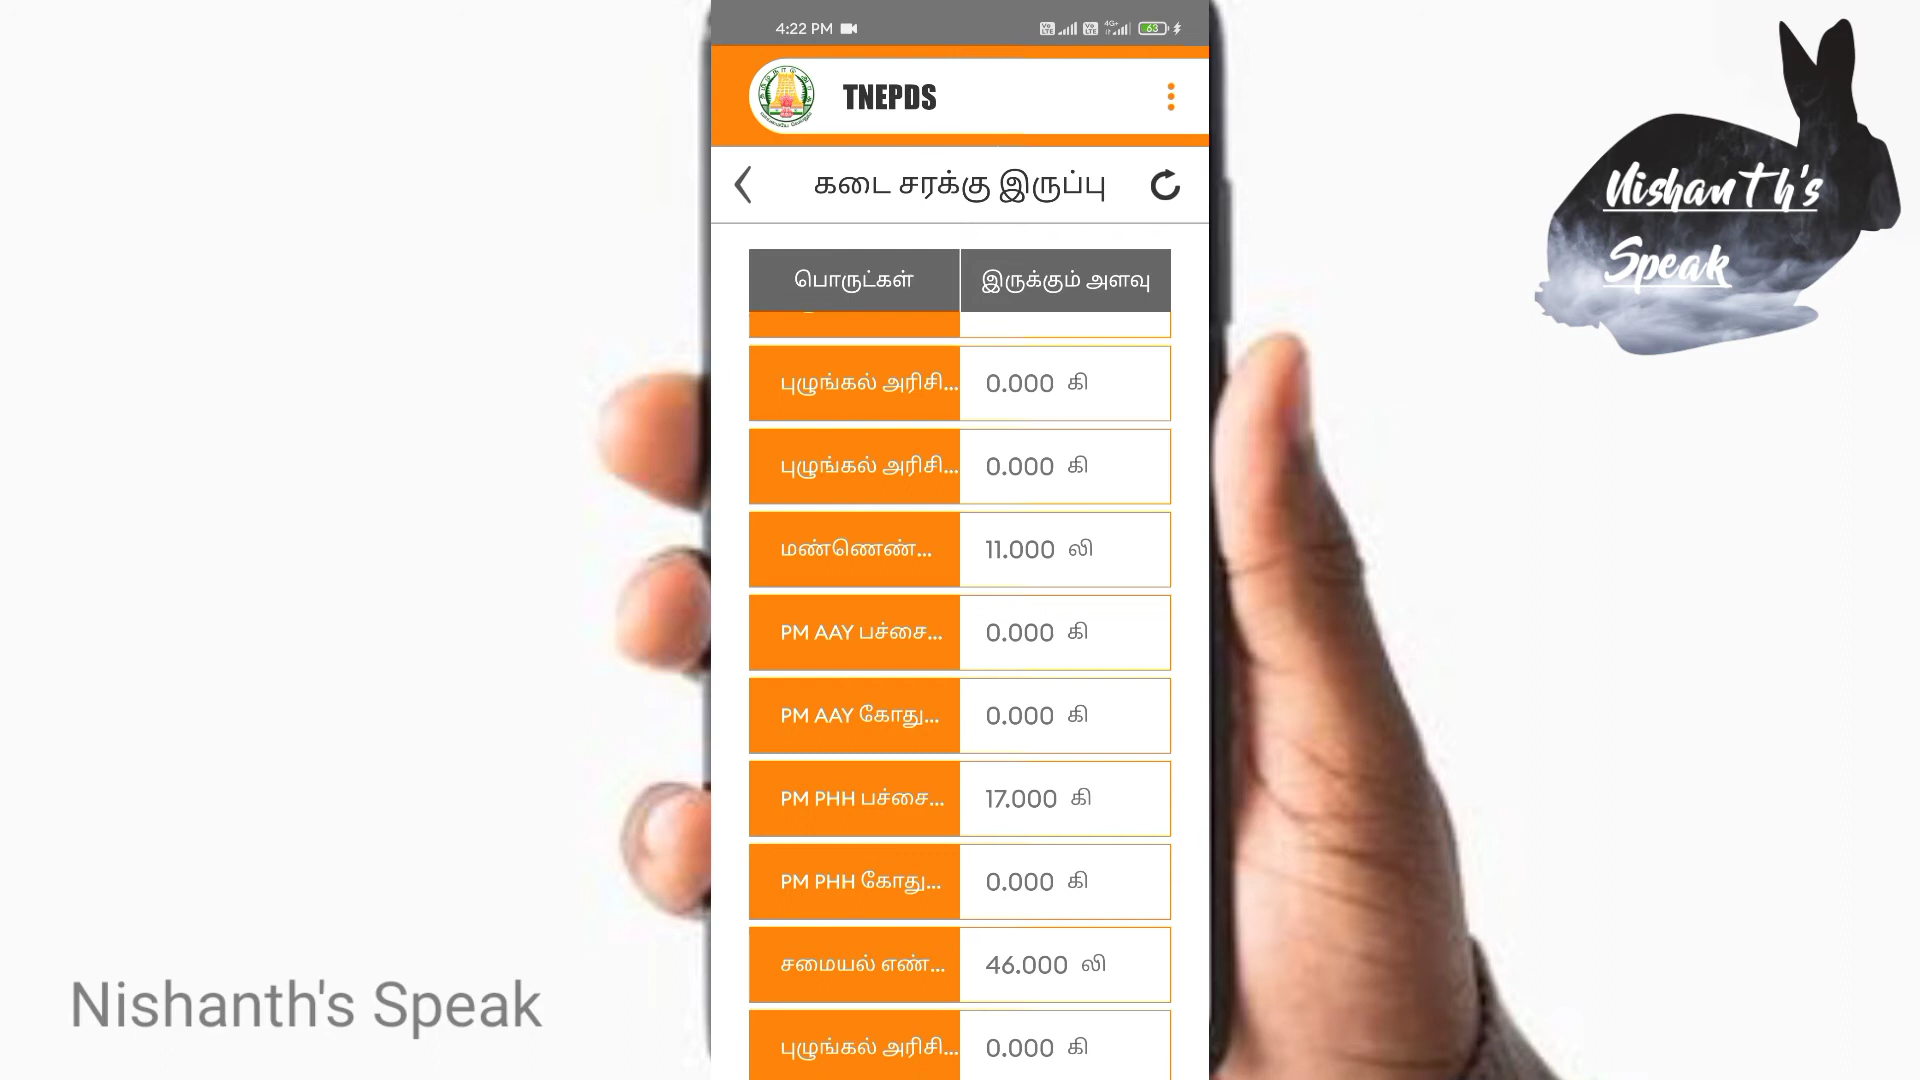 4:22 PM
4G+
63
TNEPDS
கடை சரக்கு இருப்பு
பொருட்கள் இருக்கும் அளவு
புழுங்கல் அரிசி... 0.000 கி
புழுங்கல் அரிசி... 0.000 கி
மண்ணெண்... 11.000 லி
PM AAY பச்சை... 0.000 கி
PM AAY கோது... 0.000 கி
PM PHH பச்சை... 17.000 கி
PM PHH கோது... 0.000 கி
சமையல் எண்... 46.000 லி
புழுங்கல் அரிசி... 0.000 கி
NishanTh's
Speak
Nishanth's Speak